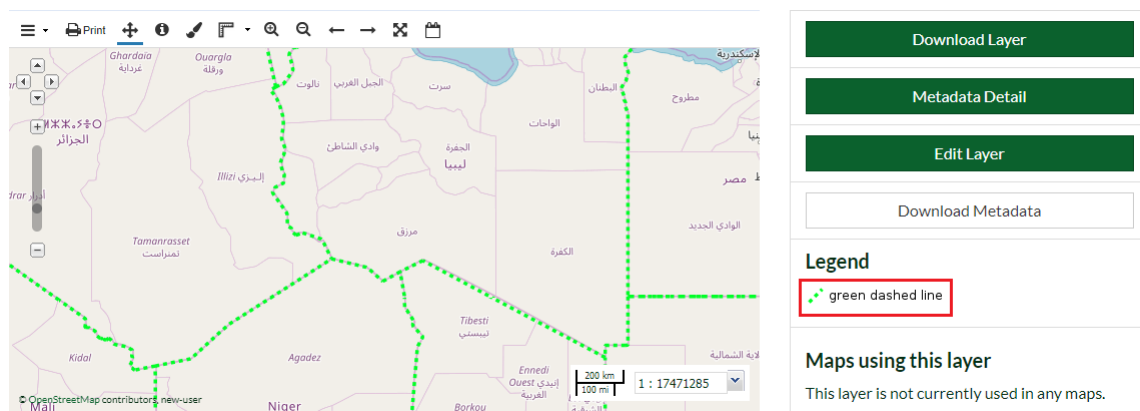 Print
Ghardaïa
غرداية
Ouargla
ورقلة
نالوت
الجبل الغربي
سرت
البطنان
مطروح
الواحات
الجزائر
وادي الشاطئ
الجفرة
ليبيا
Illizi إليزي
مصر
Tamanrasset
تمنراست
مرزق
الكفرة
الوادي الجديد
Tibesti
تيبستي
Kidal
Agadez
Ennedi
Ouest إنيدي
الغربية
Borkou
Mali
Niger
200 km
100 mi
1 : 17471285
© OpenStreetMap contributors, new-user
Download Layer
Metadata Detail
Edit Layer
Download Metadata
Legend
green dashed line
Maps using this layer
This layer is not currently used in any maps.